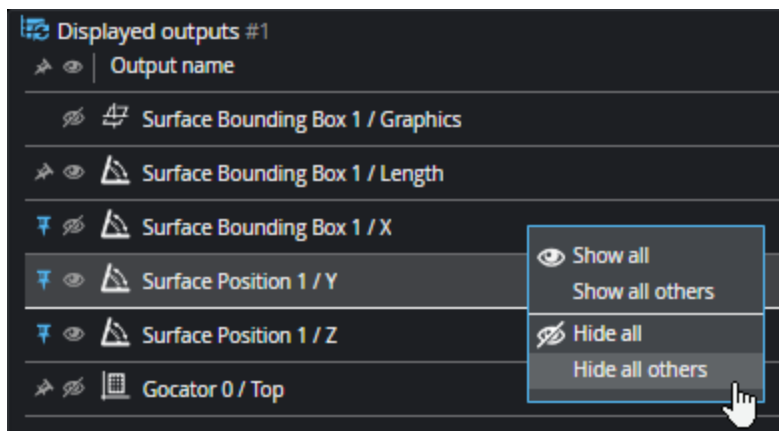 Displayed outputs #1
Output name
Surface Bounding Box 1 / Graphics
Surface Bounding Box 1 / Length
Surface Bounding Box 1 / X
Surface Position 1 / Y
Surface Position 1 / Z
Gocator 0 / Top
Show all
Show all others
Hide all
Hide all others